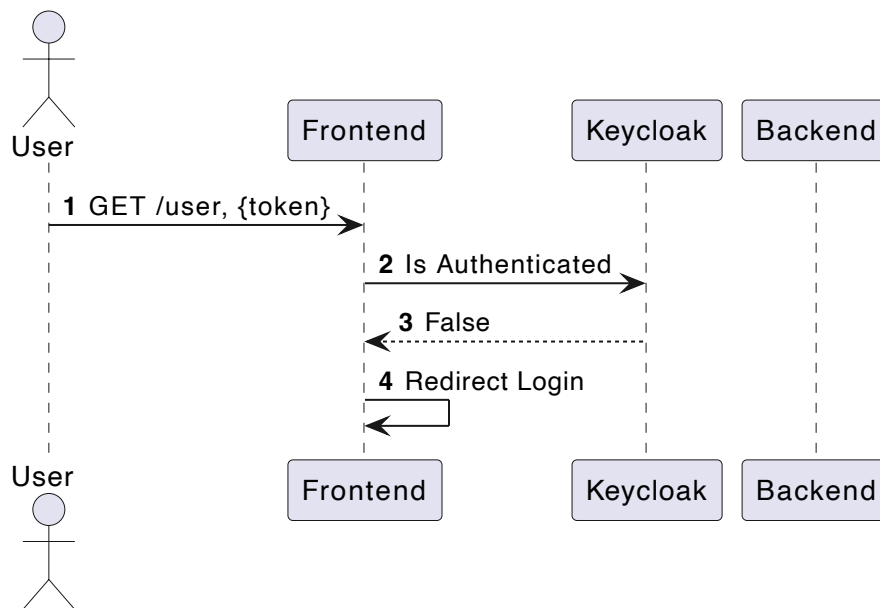 User
Frontend
Keycloak
Backend
1 GET /user, {token}
2 Is Authenticated
3 False
4 Redirect Login
User
Frontend
Keycloak
Backend